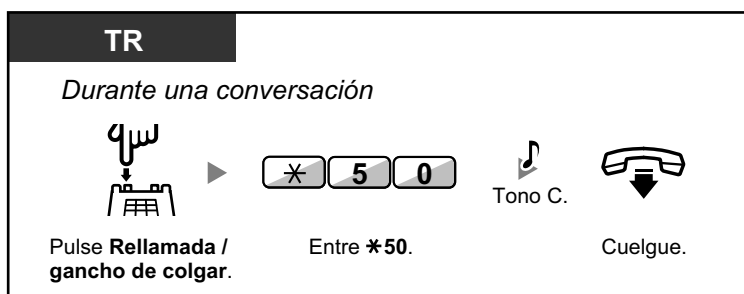 TR
Durante una conversación
* 5 0
Tono C.
Pulse Rellamada /
gancho de colgar.
Entre *50.
Cuelgue.